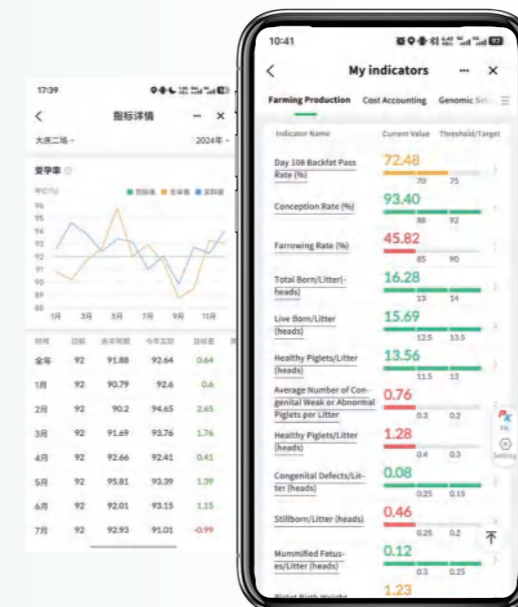 17:39
指标详情
大庆二场
2024年
受孕率
单位(%)
目标值
去年值
实际值
96
95
94
93
92
91
90
89
88
1月
3月
5月
7月
9月
11月
时间 目标 去年同期 今年实际 目标差
全年 92 91.88 92.64 0.64
1月 92 90.79 92.6 0.6
2月 92 90.2 94.65 2.65
3月 92 91.69 93.76 1.76
4月 92 92.66 92.41 0.41
5月 92 95.81 93.39 1.39
6月 92 92.01 93.15 1.15
7月 92 92.93 91.01 -0.99
10:41
97
My indicators
Farming Production Cost Accounting Genomic
Indicator Name Current Value Threshold/Target
Day 108 Backfat Pass
Rate (%)
72.48
70 75
Conception Rate (%)
93.40
88 92
Farrowing Rate (%)
45.82
85 90
Total Born/Litter(-
heads)
16.28
13 14
Live Born/Litter
(heads)
15.69
12.5 13.5
Healthy Piglets/Litter
(heads)
13.56
11.5 13
Average Number of Con-
genital Weak or Abnormal
Piglets per Litter
0.76
0.3 0.2
Healthy Piglets/Litter
(heads)
1.28
0.4 0.3
Congenital Defects/Lit-
ter (heads)
0.08
0.25 0.15
Stillborn/Litter (heads)
0.46
0.25 0.2
Mummified Fetus-
es/Litter (heads)
0.12
0.3 0.25
Piglet Birth Weight
1.23
Setting